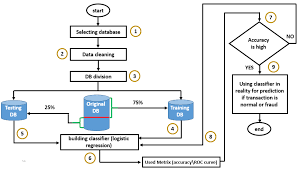 start
Selecting database
1
Data cleaning
2
DB division
3
Testing
DB
25%
Original
DB
75%
Training
DB
5
4
building classifier (logistic
regression)
6
Used Metrix (accuracy\ROC curve)
7
Accuracy
is high
NO
8
YES
9
Using classifier in
reality for prediction
if transaction is
normal or fraud
end